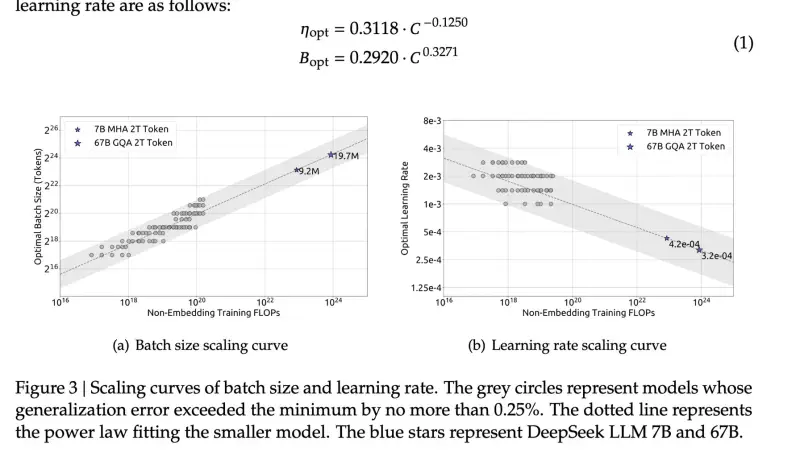 learning rate are as follows:
ηopt = 0.3118 · C^−0.1250
Bopt = 0.2920 · C^0.3271
(1)
Optimal Batch Size (Tokens)
2^26
2^24
2^22
2^20
2^18
2^16
7B MHA 2T Token
67B GQA 2T Token
19.7M
9.2M
10^16 10^18 10^20 10^22 10^24
Non-Embedding Training FLOPs
Optimal Learning Rate
8e-3
4e-3
2e-3
1e-3
5e-4
2.5e-4
1.25e-4
7B MHA 2T Token
67B GQA 2T Token
4.2e-04
3.2e-04
10^16 10^18 10^20 10^22 10^24
Non-Embedding Training FLOPs
(a) Batch size scaling curve
(b) Learning rate scaling curve
Figure 3 | Scaling curves of batch size and learning rate. The grey circles represent models whose
generalization error exceeded the minimum by no more than 0.25%. The dotted line represents
the power law fitting the smaller model. The blue stars represent DeepSeek LLM 7B and 67B.